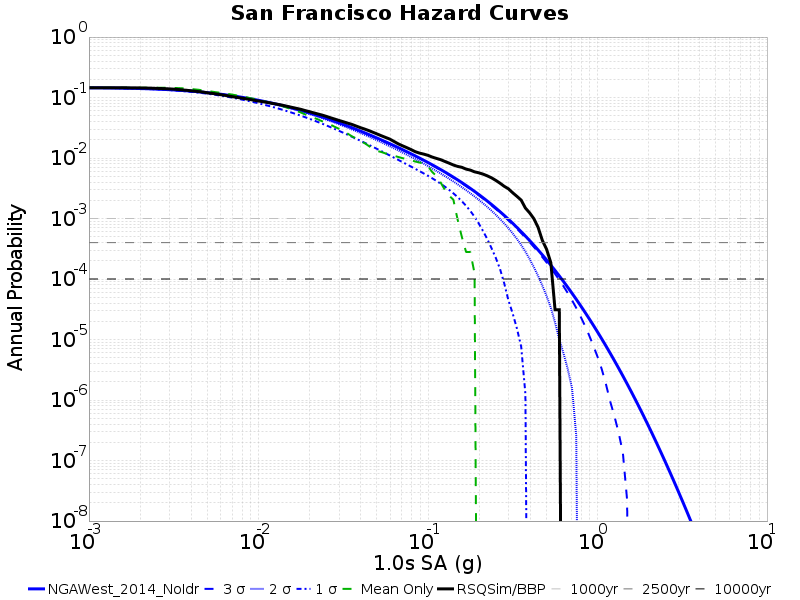 San Francisco Hazard Curves
10^0
10^-1
10^-2
10^-3
10^-4
10^-5
10^-6
10^-7
10^-8
Annual Probability
10^-3 10^-2 10^-1 10^0 10^1
1.0s SA (g)
NGAWest_2014_NoIdr 3 σ 2 σ 1 σ Mean Only RSQSim/BBP 1000yr 2500yr 10000yr